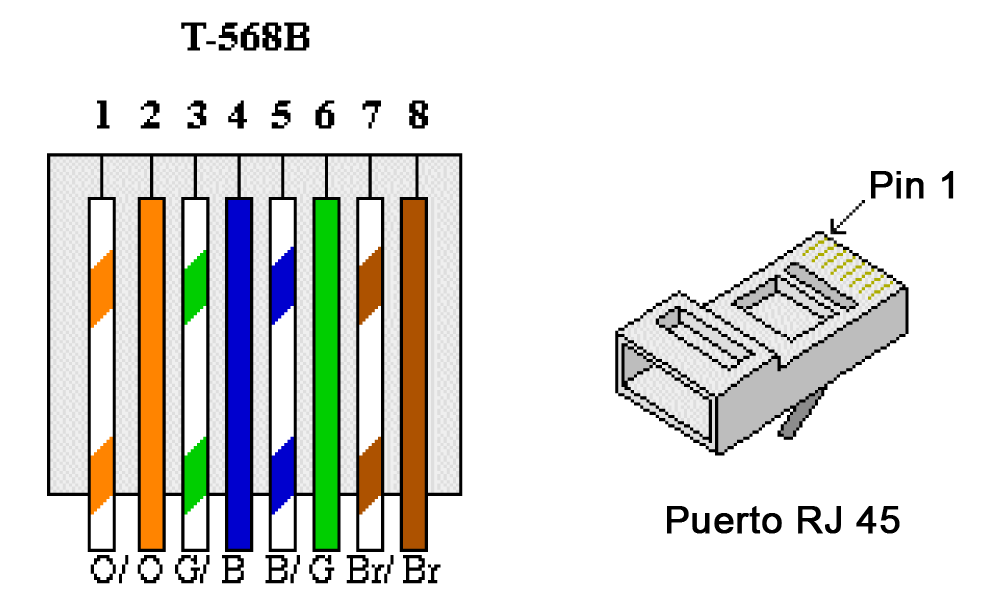 T-568B
1 2 3 4 5 6 7 8
Pin 1
Puerto RJ 45
O/ O G/ B B/ G Br/ Br